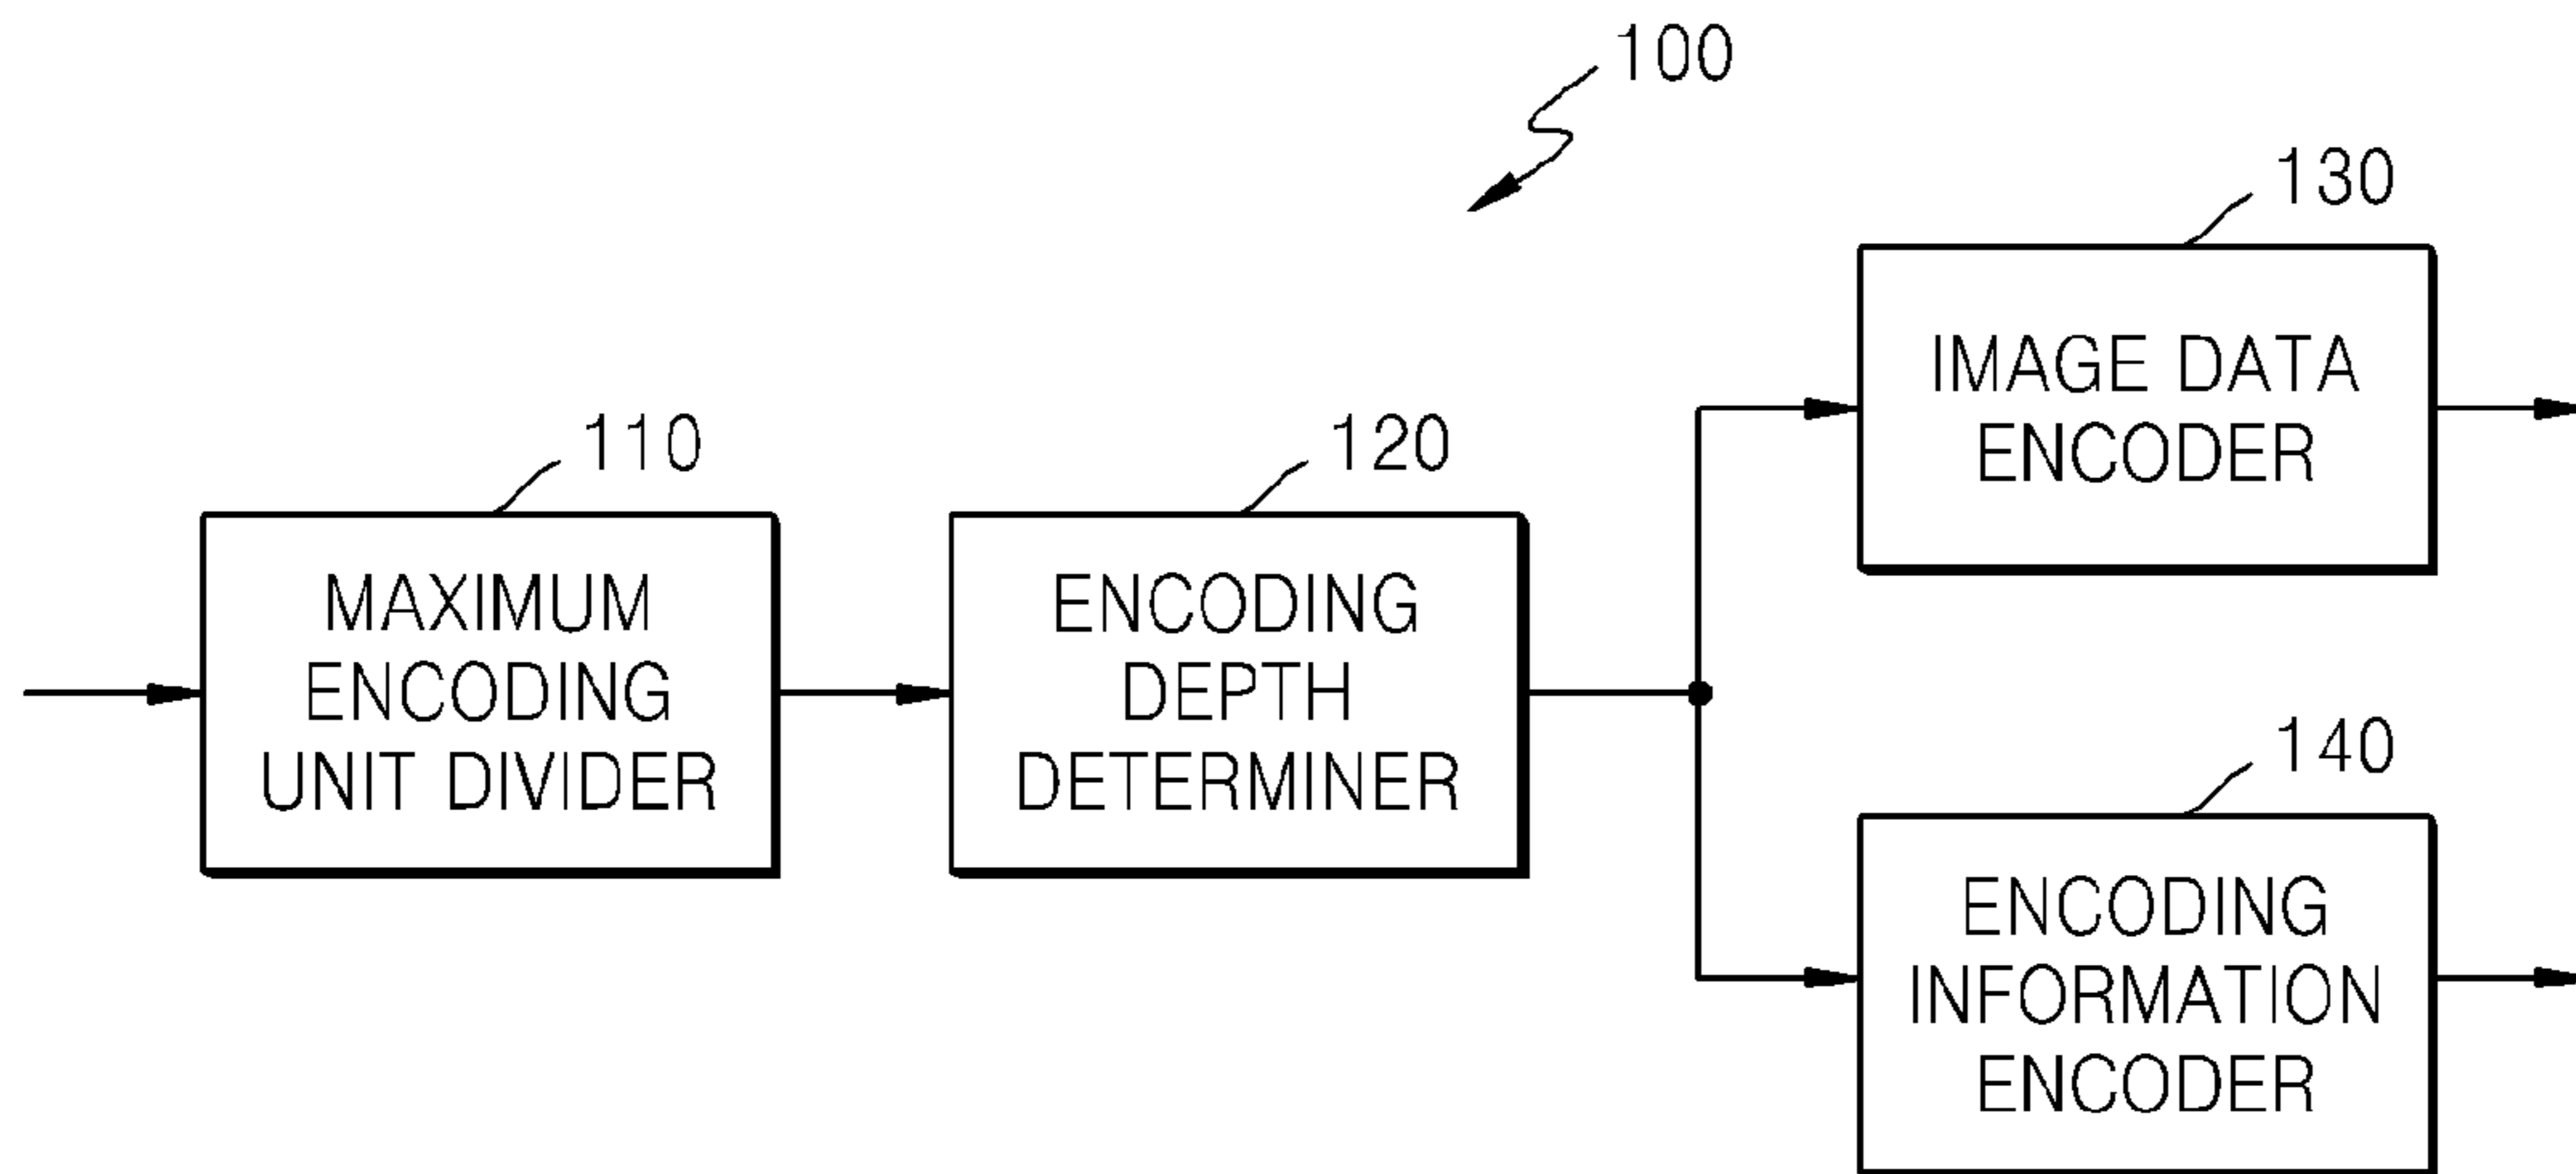 100
110
MAXIMUM
ENCODING
UNIT DIVIDER
120
ENCODING
DEPTH
DETERMINER
130
IMAGE DATA
ENCODER
140
ENCODING
INFORMATION
ENCODER